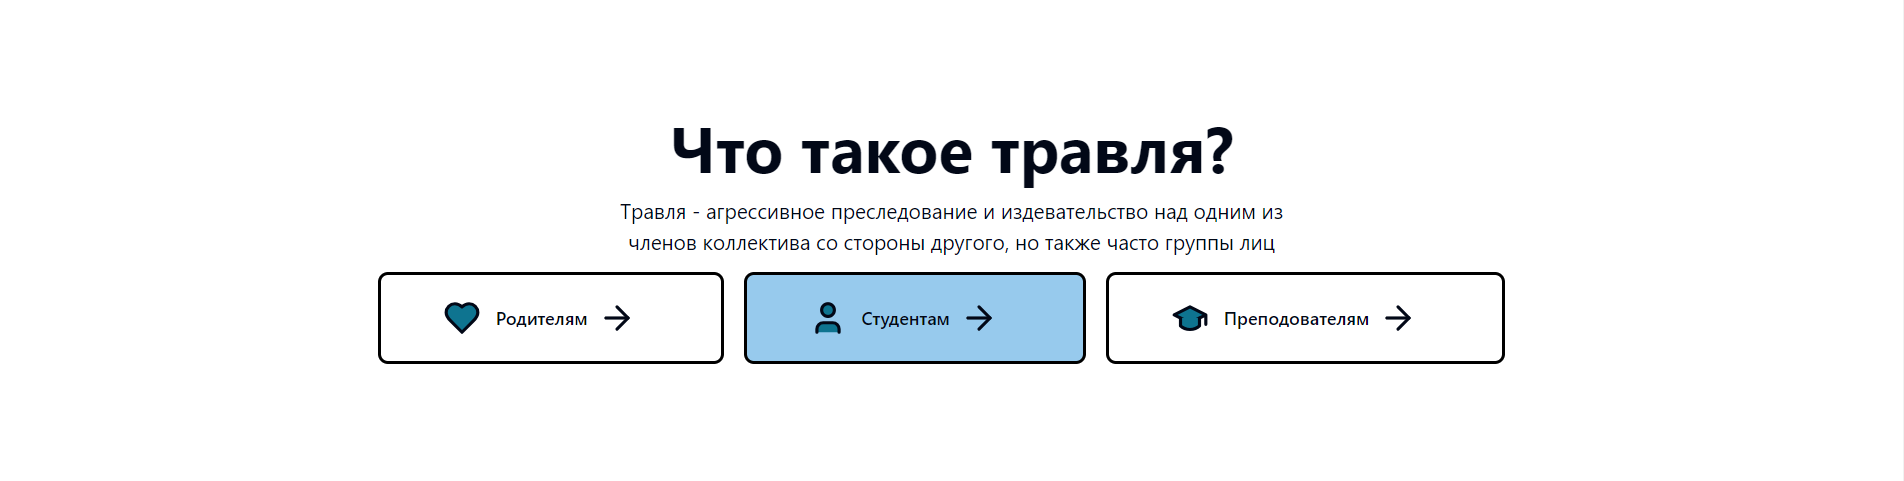 Что такое травля?
Травля - агрессивное преследование и издевательство над одним из
членов коллектива со стороны другого, но также часто группы лиц
Родителям
Студентам
Преподователям